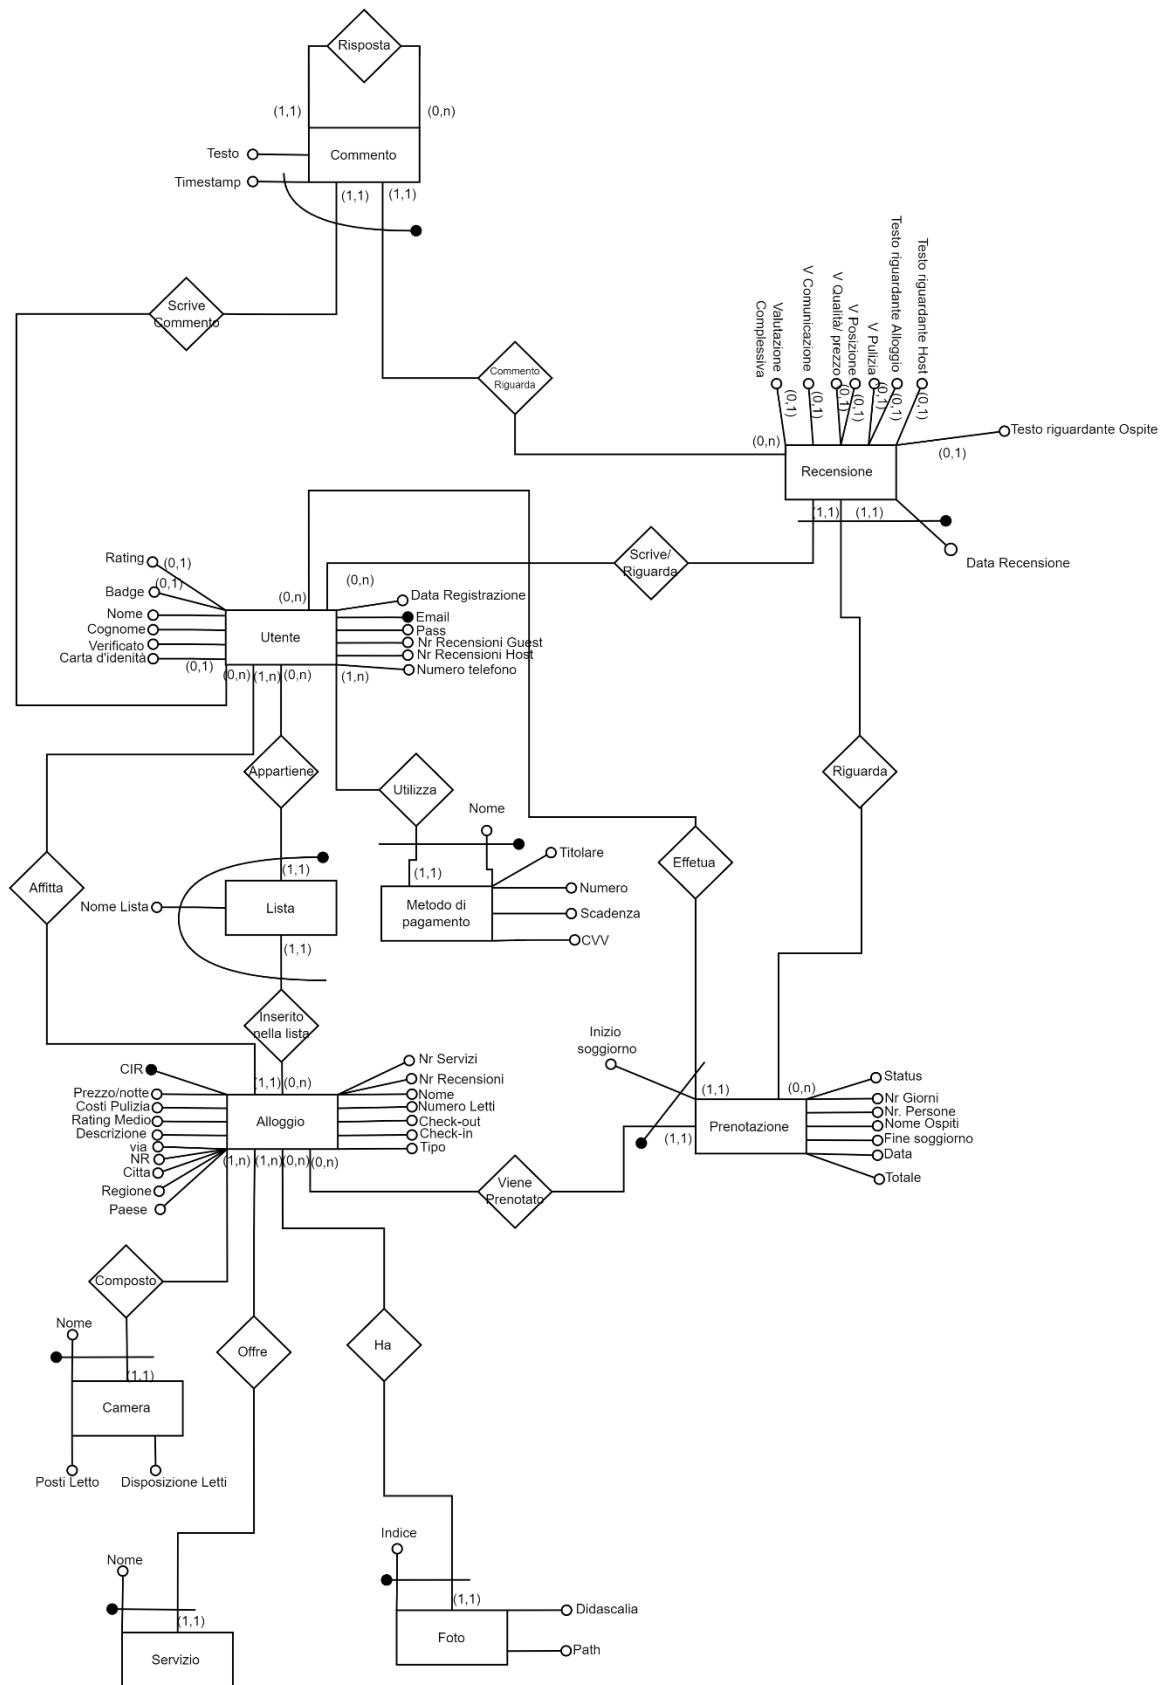 Risposta
(1,1)
(0,n)
Commento
Testo
Timestamp
(1,1)
(1,1)
Scrive
Commento
Commento
Riguarda
Valutazione
Complessiva
V Comunicazione
V Qualità/ prezzo
V Posizione
V Pulizia
Testo riguardante Alloggio
Testo riguardante Host
(0,1)
(0,1)
(0,1)
(0,1)
(0,1)
(0,1)
(0,1)
Testo riguardante Ospite
(0,1)
(0,n)
Recensione
(1,1)
(1,1)
Data Recensione
Scrive/
Riguarda
Rating
(0,1)
Badge
(0,1)
Nome
Cognome
Verificato
Carta d'idenità
(0,1)
(0,n)
(0,n)
Utente
Data Registrazione
Email
Pass
Nr Recensioni Guest
Nr Recensioni Host
Numero telefono
(0,n)
(1,n)
(0,n)
(1,n)
Appartiene
Utilizza
Riguarda
Nome
Effetua
Affitta
(1,1)
Nome Lista
Lista
(1,1)
(1,1)
Metodo di
pagamento
Titolare
Numero
Scadenza
CVV
Inserito
nella lista
Inizio
soggiorno
CIR
Prezzo/notte
Costi Pulizia
Rating Medio
Descrizione
via
NR
Citta
Regione
Paese
(1,1)
(0,n)
Alloggio
Nr Servizi
Nr Recensioni
Nome
Numero Letti
Check-out
Check-in
Tipo
(1,n)
(1,n)
(0,n)
(0,n)
(1,1)
(0,n)
Prenotazione
(1,1)
Status
Nr Giorni
Nr. Persone
Nome Ospiti
Fine soggiorno
Data
Totale
Viene
Prenotato
Composto
Offre
Ha
Nome
(1,1)
Camera
Posti Letto
Disposizione Letti
Nome
(1,1)
Servizio
Indice
(1,1)
Foto
Didascalia
Path